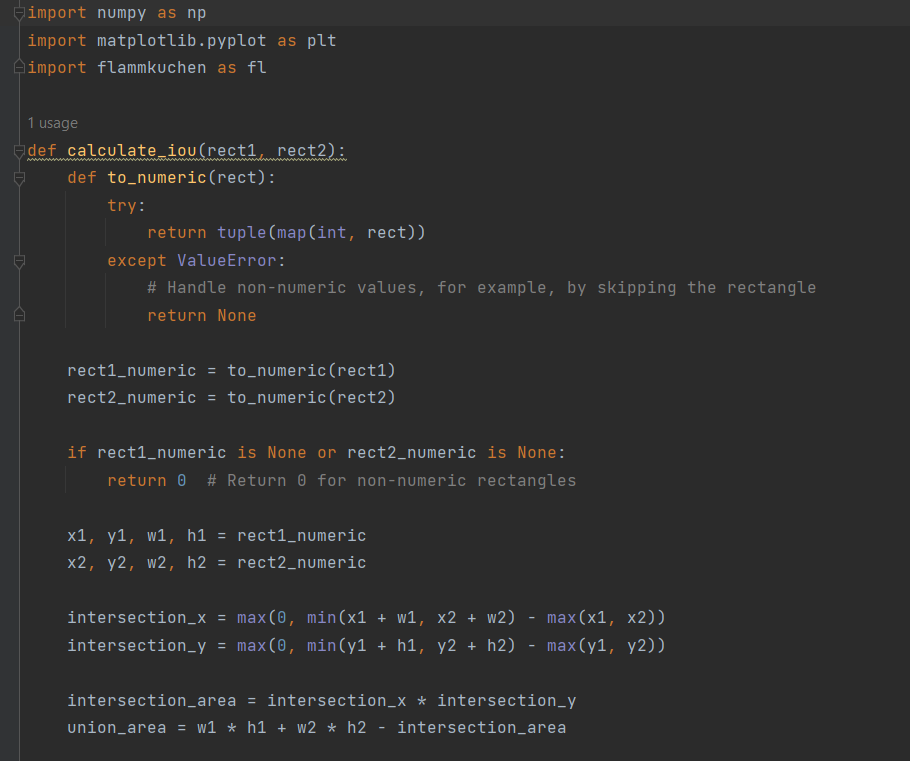 import numpy as np
import matplotlib.pyplot as plt
import flammkuchen as fl
1 usage
def calculate_iou(rect1, rect2):
    def to_numeric(rect):
        try:
            return tuple(map(int, rect))
        except ValueError:
            # Handle non-numeric values, for example, by skipping the rectangle
            return None
    rect1_numeric = to_numeric(rect1)
    rect2_numeric = to_numeric(rect2)
    if rect1_numeric is None or rect2_numeric is None:
        return 0  # Return 0 for non-numeric rectangles
    x1, y1, w1, h1 = rect1_numeric
    x2, y2, w2, h2 = rect2_numeric
    intersection_x = max(0, min(x1 + w1, x2 + w2) - max(x1, x2))
    intersection_y = max(0, min(y1 + h1, y2 + h2) - max(y1, y2))
    intersection_area = intersection_x * intersection_y
    union_area = w1 * h1 + w2 * h2 - intersection_area